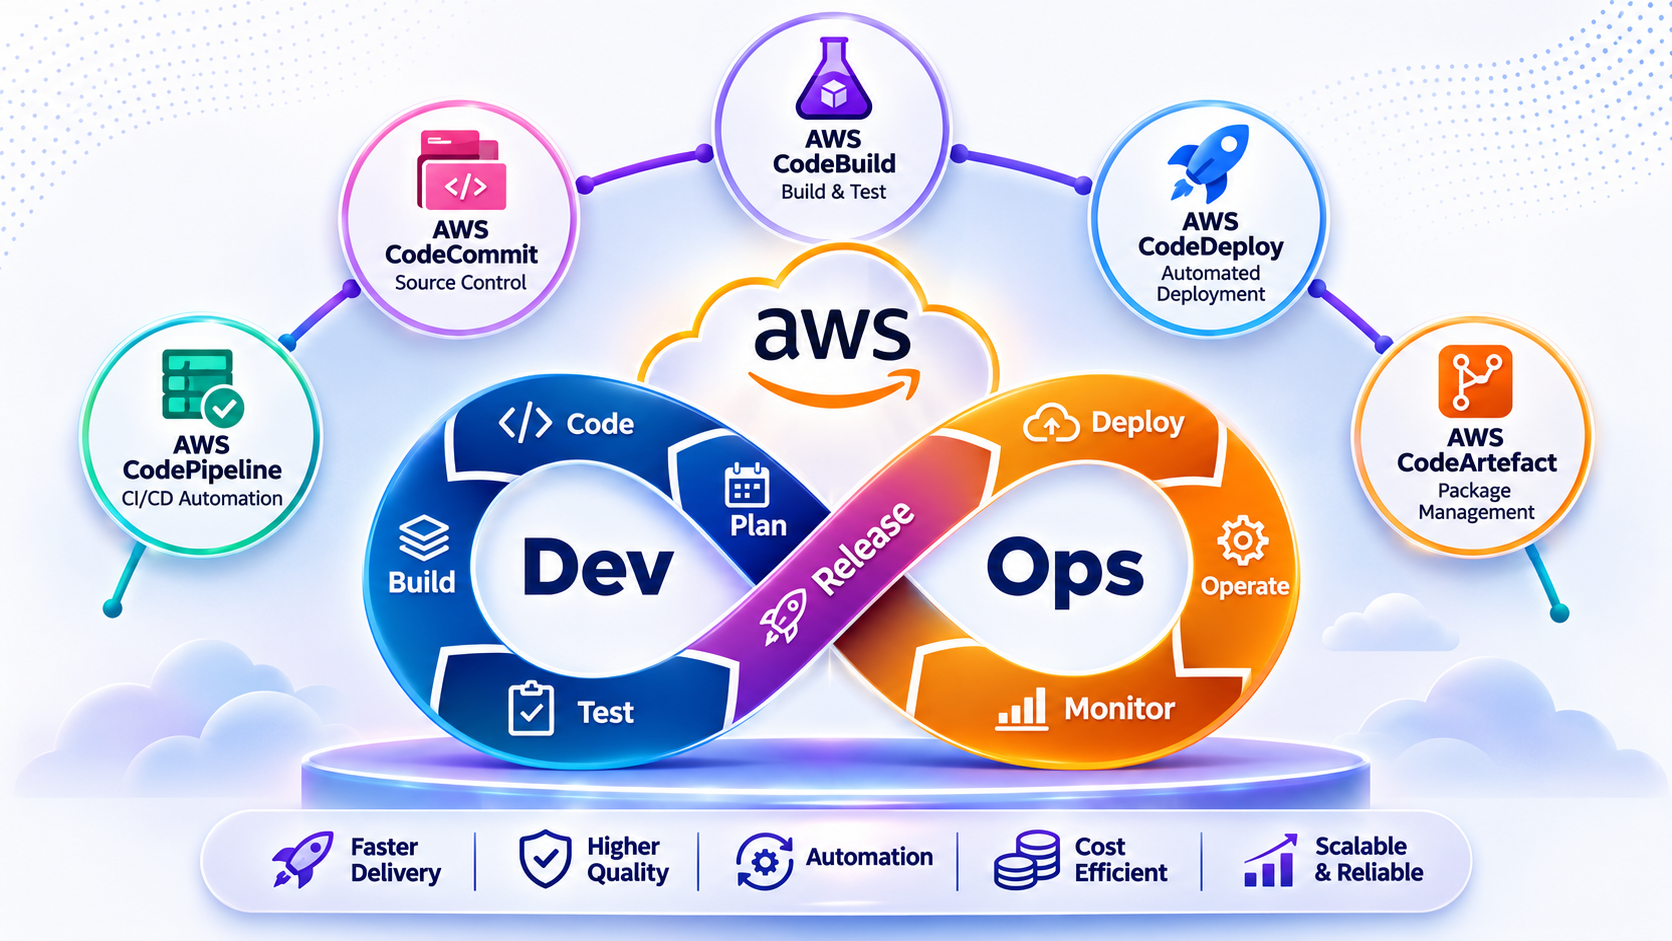 AWS
CodeBuild
Build & Test
AWS
CodeCommit
Source Control
AWS
CodeDeploy
Automated
Deployment
AWS
CodePipeline
CI/CD Automation
AWS
CodeArtefact
Package
Management
aws
</> Code
Plan
Build
Dev
Test
Release
Deploy
Ops
Operate
Monitor
Faster
Delivery
Higher
Quality
Automation
Cost
Efficient
Scalable
& Reliable